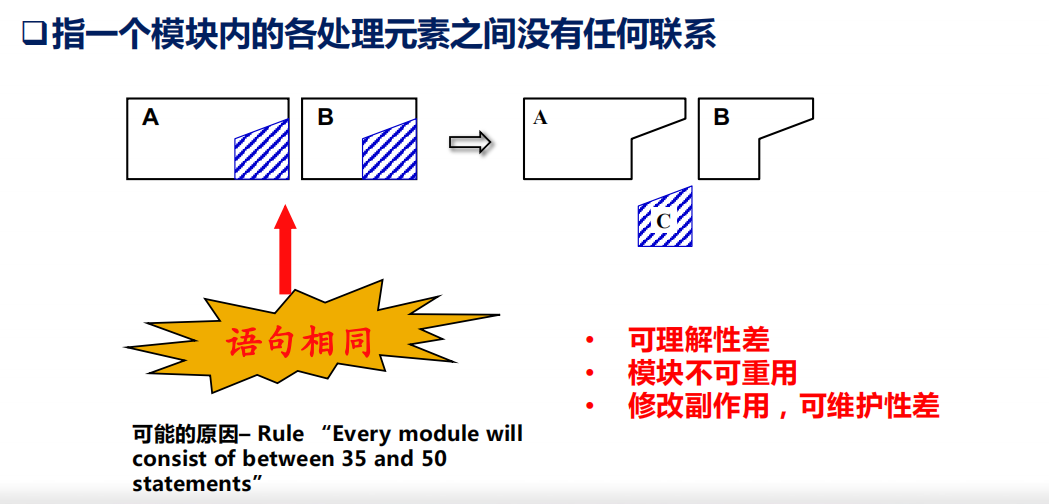 ❑指一个模块内的各处理元素之间没有任何联系
A B A B
C
语句相同
• 可理解性差
• 模块不可重用
• 修改副作用，可维护性差
可能的原因– Rule “Every module will
consist of between 35 and 50
statements”